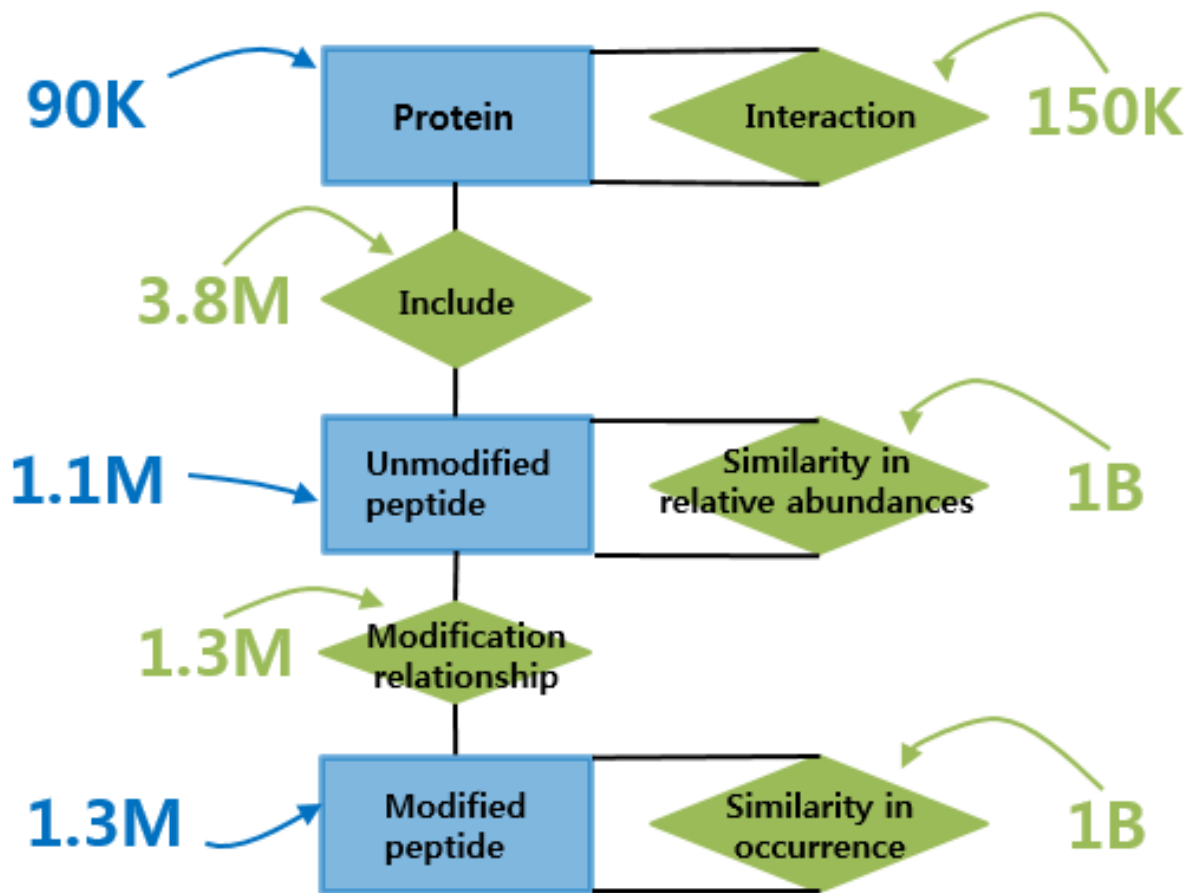 90K
Protein
Interaction
150K
3.8M
Include
1.1M
Unmodified
peptide
Similarity in
relative abundances
1B
1.3M
Modification
relationship
1.3M
Modified
peptide
Similarity in
occurrence
1B